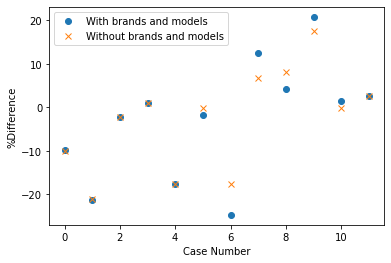 With brands and models
Without brands and models
20
10
0
−10
−20
%Difference
0 2 4 6 8 10
Case Number